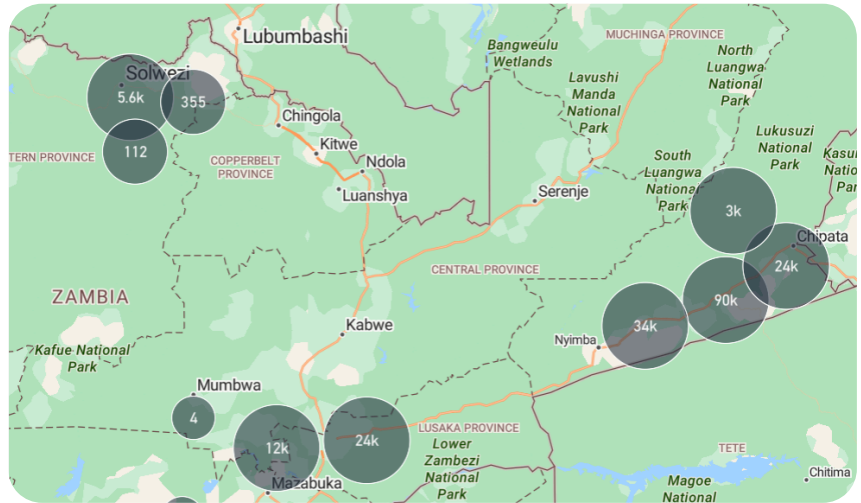 Lubumbashi
MUCHINGA PROVINCE
Bangweulu
Wetlands
North
Luangwa
National
Park
Solwezi
5.6k
355
Lavushi
Manda
National
Park
Chingola
Lukusuzi
National
Park
112
TERN PROVINCE
COPPERBELT
PROVINCE
Kitwe
Ndola
Luanshya
South
Luangwa
National
Park
Kasun
Natio
Par
Serenje
3k
Chipata
24k
CENTRAL PROVINCE
ZAMBIA
90k
34k
Kabwe
Nyimba
Kafue National
Park
Mumbwa
4
12k
24k
LUSAKA PROVINCE
Lower
Zambezi
National
Park
TETE
Chitima
Mazabuka
Magoe
National